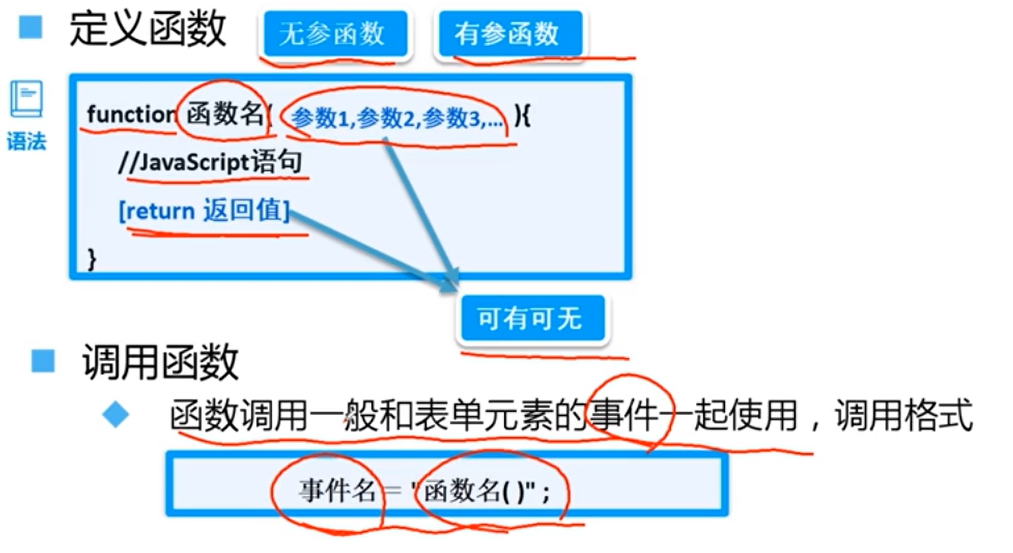 定义函数 无参函数 有参函数
语法
function 函数名( 参数1,参数2,参数3,... ){
//JavaScript语句
[return 返回值]
}
可有可无
调用函数
函数调用一般和表单元素的事件一起使用，调用格式
事件名= "函数名( )" ;